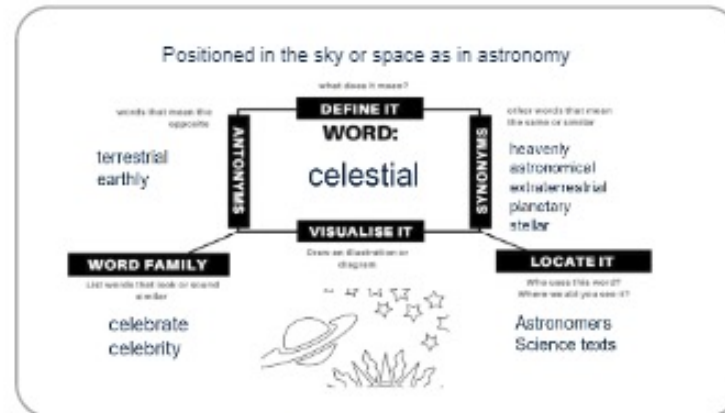 Positioned in the sky or space as in astronomy
what does it mean?
DEFINE IT
words that mean the
opposite
ANTONYMS
terrestrial
earthly
WORD:
celestial
other words that mean
the same or similar
SYNONYMS
heavenly
astronomical
extraterrestrial
planetary
stellar
VISUALISE IT
Draw an illustration or
diagram
WORD FAMILY
List words that look or sound
similar
celebrate
celebrity
LOCATE IT
Who uses this word?
Where would you see it?
Astronomers
Science texts